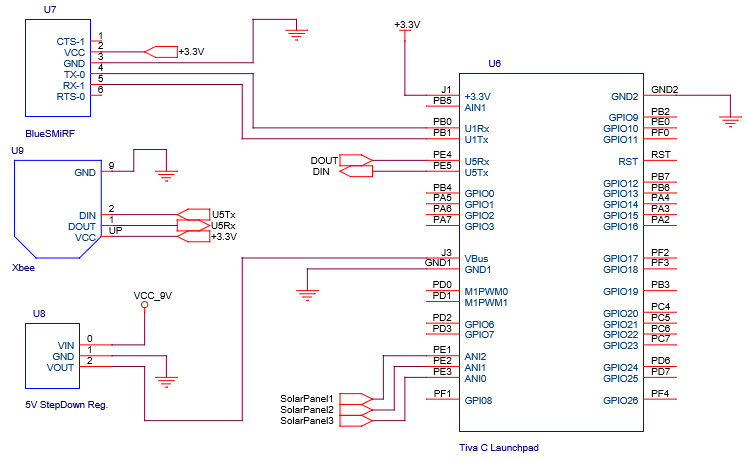 U7
CTS-1 1
VCC 2 +3.3V
GND 3
TX-0 4
RX-1 5
RTS-0 6
BlueSMiRF
U9
GND 9
DIN 2 U5Tx
DOUT 1 U5Rx
VCC UP +3.3V
Xbee
VCC_9V
U8
VIN 0
GND 1
VOUT 2
5V StepDown Reg.
+3.3V
U6
J1 +3.3V
PB5 AIN1
PB0 U1Rx
PB1 U1Tx
DOUT PE4 U5Rx
DIN PE5 U5Tx
PB4 GPIO0
PA5 GPIO1
PA6 GPIO2
PA7 GPIO3
J3 VBus
GND1 GND1
PD0 M1PWM0
PD1 M1PWM1
PD2 GPIO6
PD3 GPIO7
PE1 ANI2
PE2 ANI1
PE3 ANI0
SolarPanel1
SolarPanel2
SolarPanel3
PF1 GPI08
GND2 GND2
GPIO9 PB2
GPIO10 PE0
GPIO11 PF0
RST RST
GPIO12 PB7
GPIO13 PB6
GPIO14 PA4
GPIO15 PA3
GPIO16 PA2
GPIO17 PF2
GPIO18 PF3
GPIO19 PB3
GPIO20 PC4
GPIO21 PC5
GPIO22 PC6
GPIO23 PC7
GPIO24 PD6
GPIO25 PD7
GPIO26 PF4
Tiva C Launchpad